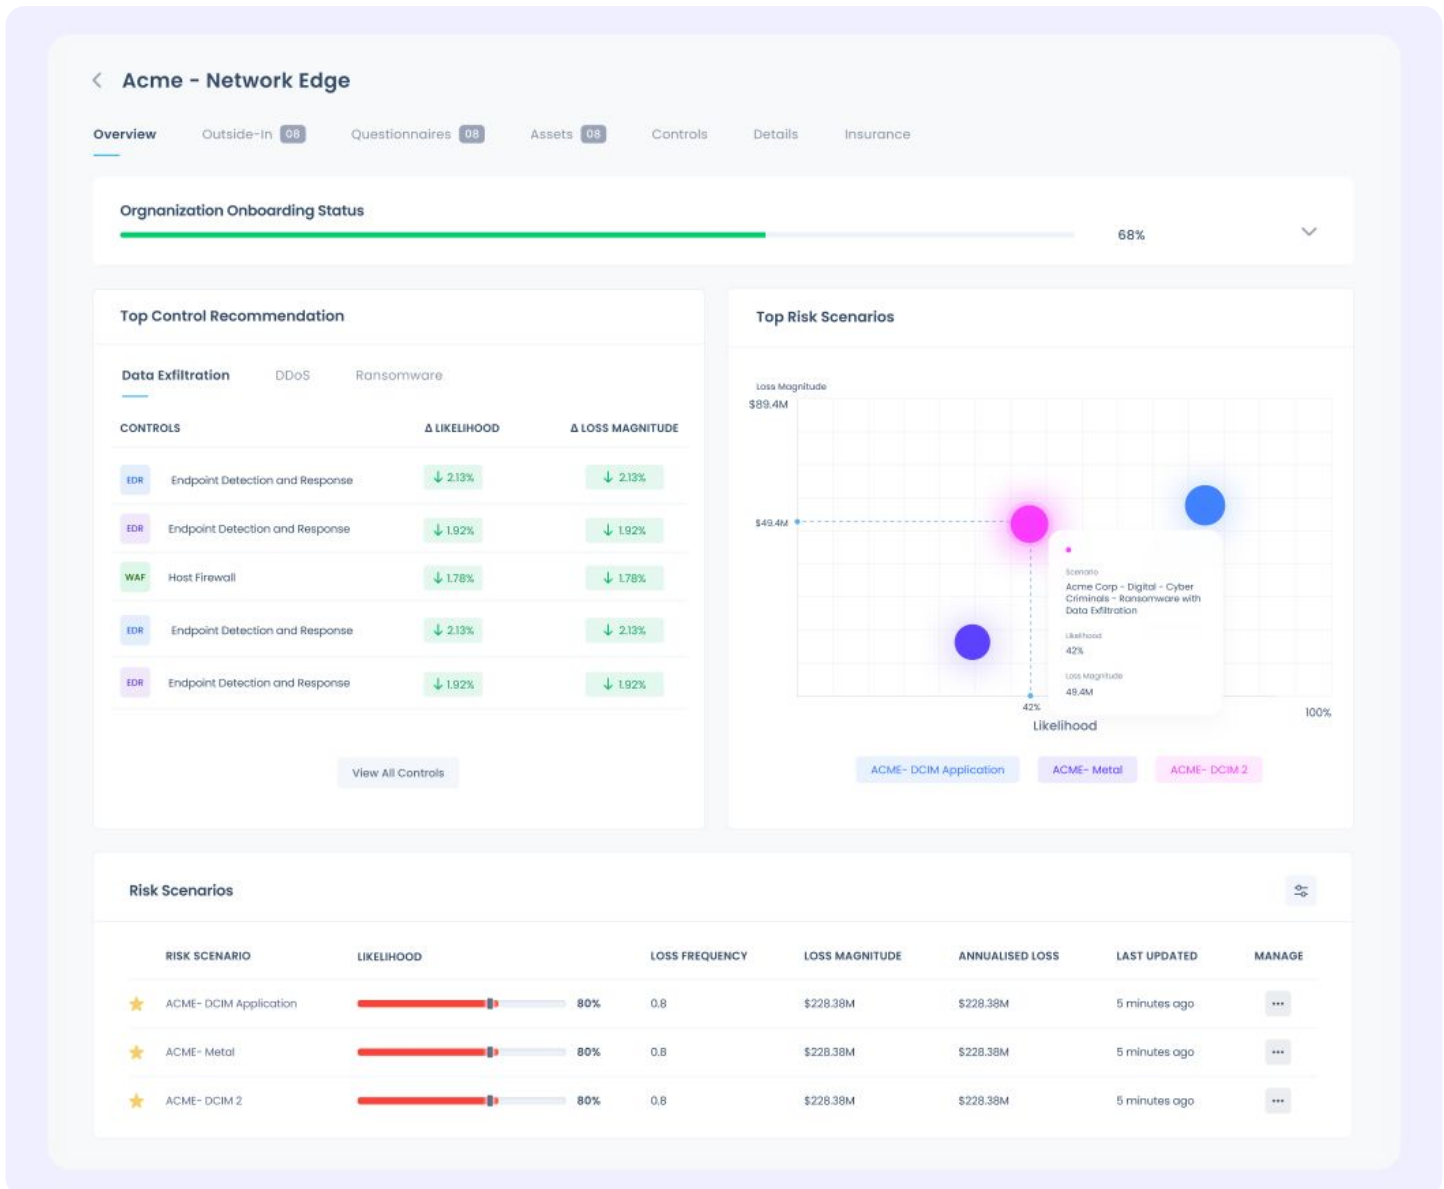 Acme - Network Edge
Overview Outside-In 08 Questionnaires 08 Assets 08 Controls Details Insurance
Orgnanization Onboarding Status
68%
Top Control Recommendation
Data Exfiltration DDoS Ransomware
CONTROLS Δ LIKELIHOOD Δ LOSS MAGNITUDE
EDR Endpoint Detection and Response ↓ 2.13% ↓ 2.13%
EDR Endpoint Detection and Response ↓ 1.92% ↓ 1.92%
WAF Host Firewall ↓ 1.78% ↓ 1.78%
EDR Endpoint Detection and Response ↓ 2.13% ↓ 2.13%
EDR Endpoint Detection and Response ↓ 1.92% ↓ 1.92%
View All Controls
Top Risk Scenarios
Loss Magnitude
$89.4M
$49.4M
Scenario
Acme Corp - Digital - Cyber
Criminals - Ransomware with
Data Exfiltration
Likelihood
42%
Loss Magnitude
49.4M
42%
100%
Likelihood
ACME- DCIM Application ACME- Metal ACME- DCIM 2
Risk Scenarios
RISK SCENARIO LIKELIHOOD LOSS FREQUENCY LOSS MAGNITUDE ANNUALISED LOSS LAST UPDATED MANAGE
ACME- DCIM Application 80% 0.8 $228.38M $228.38M 5 minutes ago
ACME- Metal 80% 0.8 $228.38M $228.38M 5 minutes ago
ACME- DCIM 2 80% 0.8 $228.38M $228.38M 5 minutes ago